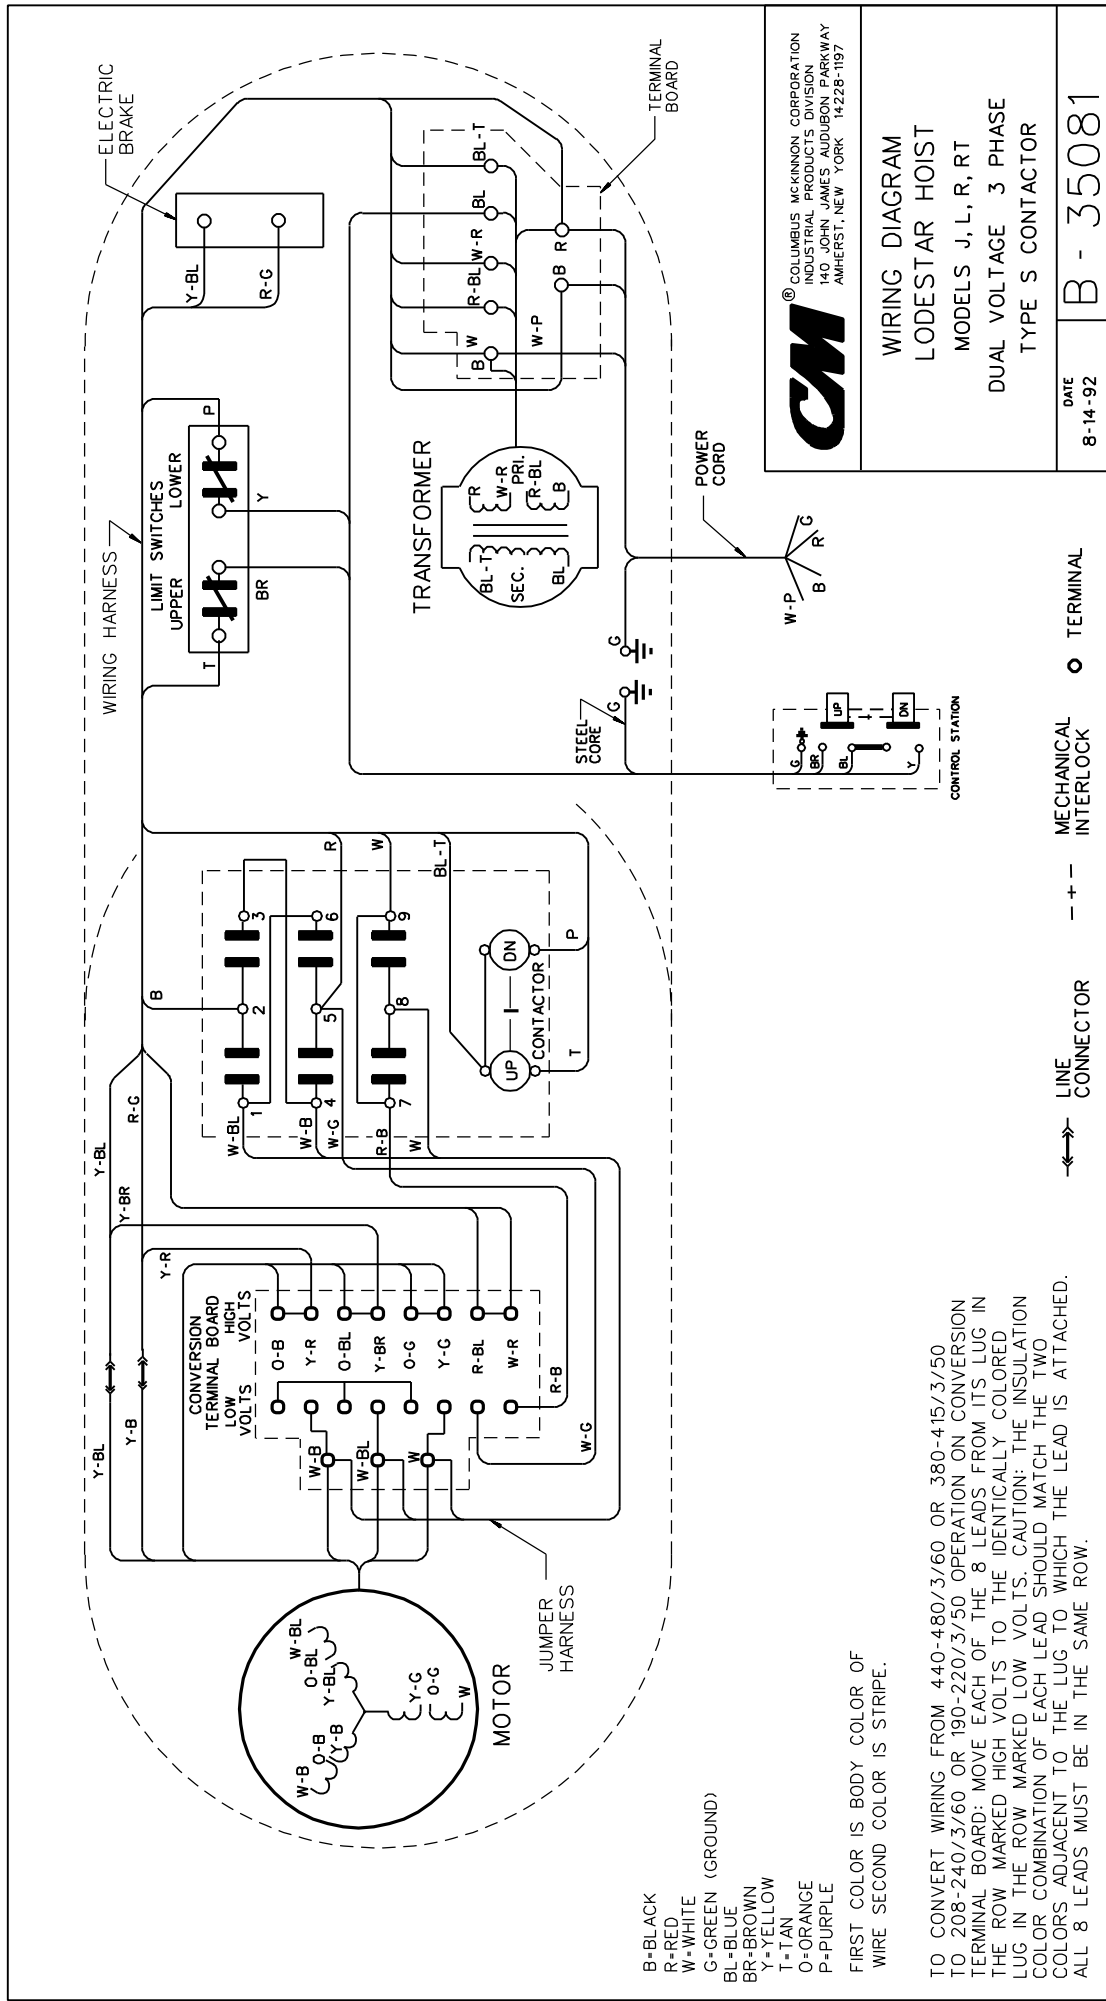 ELECTRIC
BRAKE
Y-BL
R-G
TERMINAL
BOARD
BL-T
BL
W-R
R-BL
W
B
R
B
W-P
WIRING HARNESS
LIMIT SWITCHES
UPPER
LOWER
T
BR
Y
P
TRANSFORMER
BL-T
SEC.
BL
R
W-R
PRI.
R-BL
B
POWER
CORD
W-P
B
R
G
G
G
STEEL
CORE
G
BR
BL
Y
UP
DN
CONTROL STATION
B
R
W
BL-T
1
2
3
4
5
6
7
8
9
UP
DN
CONTACTOR
T
P
W-BL
W-B
W-G
R-B
W
Y-BL
R-G
Y-BR
Y-R
Y-BL
Y-B
CONVERSION
TERMINAL BOARD
LOW
VOLTS
HIGH
VOLTS
O-B
Y-R
O-BL
Y-BR
O-G
Y-G
R-BL
W-R
W-B
W-BL
W
R-B
W-G
JUMPER
HARNESS
MOTOR
W-B
O-B
Y-B
W-BL
O-BL
Y-BL
Y-G
O-G
W
B=BLACK
R=RED
W=WHITE
G=GREEN (GROUND)
BL=BLUE
BR=BROWN
Y=YELLOW
T=TAN
O=ORANGE
P=PURPLE
FIRST COLOR IS BODY COLOR OF
WIRE SECOND COLOR IS STRIPE.
TO CONVERT WIRING FROM 440-480/3/60 OR 380-415/3/50
TO 208-240/3/60 OR 190-220/3/50 OPERATION ON CONVERSION
TERMINAL BOARD: MOVE EACH OF THE 8 LEADS FROM ITS LUG IN
THE ROW MARKED HIGH VOLTS TO THE IDENTICALLY COLORED
LUG IN THE ROW MARKED LOW VOLTS. CAUTION: THE INSULATION
COLOR COMBINATION OF EACH LEAD SHOULD MATCH THE TWO
COLORS ADJACENT TO THE LUG TO WHICH THE LEAD IS ATTACHED.
ALL 8 LEADS MUST BE IN THE SAME ROW.
LINE
CONNECTOR
MECHANICAL
INTERLOCK
TERMINAL
CM ®
COLUMBUS MCKINNON CORPORATION
INDUSTRIAL PRODUCTS DIVISION
140 JOHN JAMES AUDUBON PARKWAY
AMHERST, NEW YORK 14228-1197
WIRING DIAGRAM
LODESTAR HOIST
MODELS J, L, R, RT
DUAL VOLTAGE 3 PHASE
TYPE S CONTACTOR
DATE
8-14-92
B - 35081